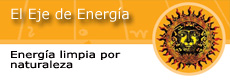 El Eje de Energía
Energía limpia por
naturaleza